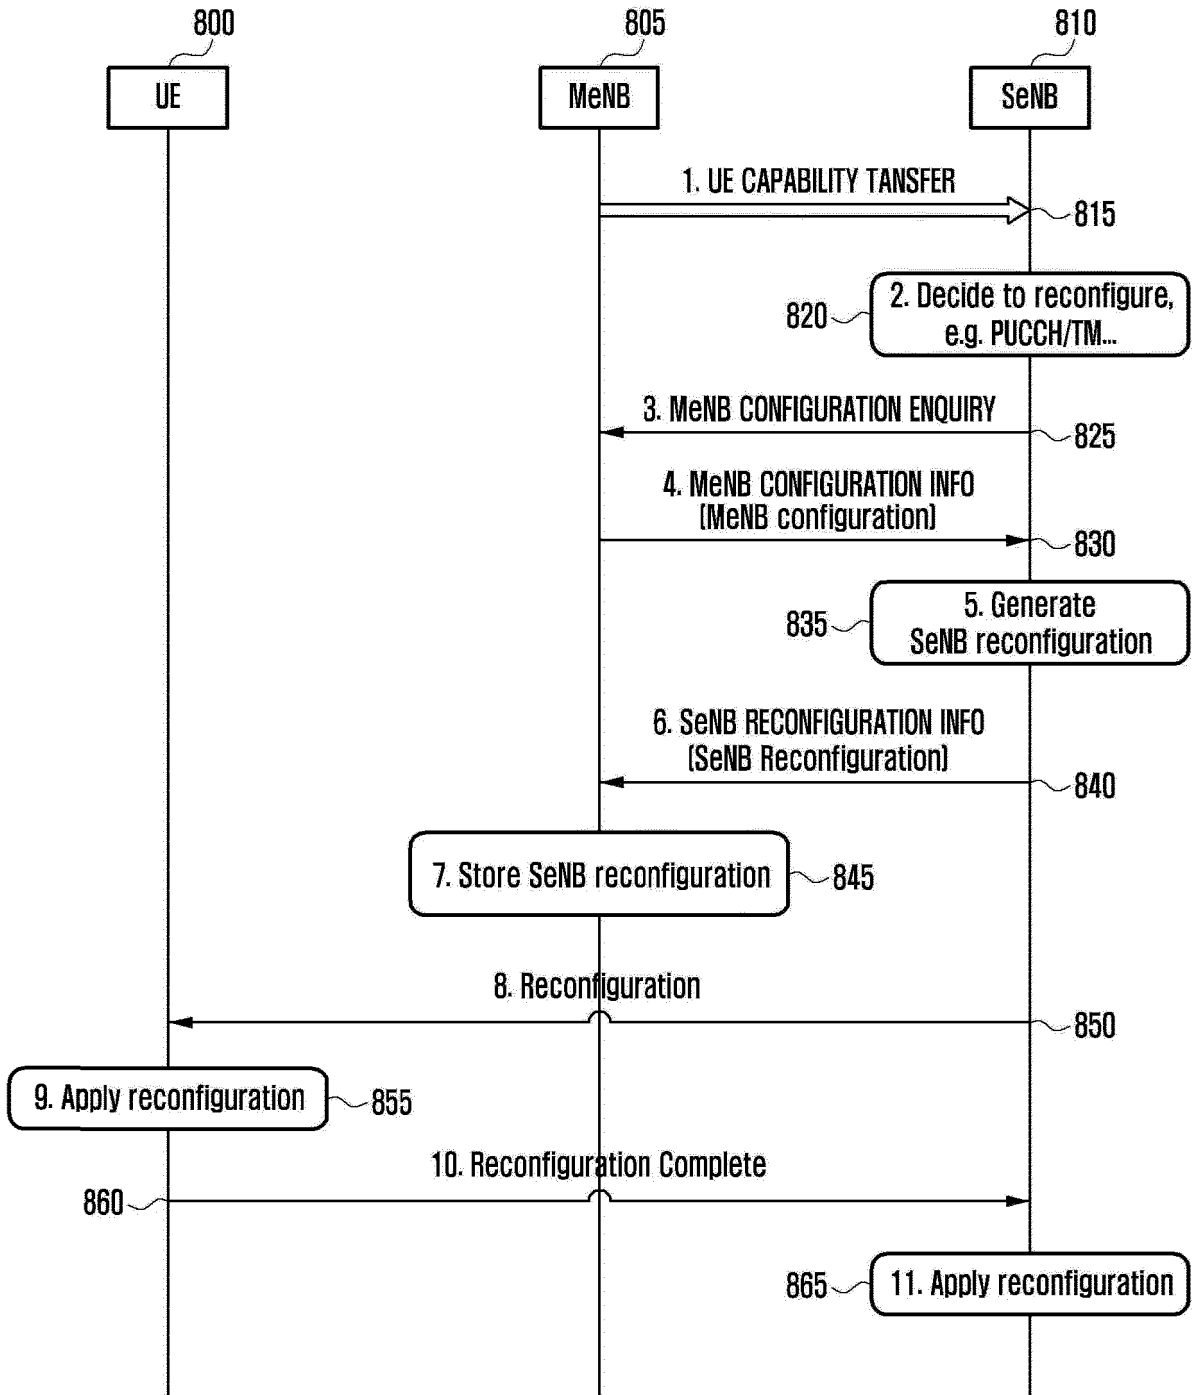 800
805
810
UE
MeNB
SeNB
1. UE CAPABILITY TANSFER
815
2. Decide to reconfigure,
e.g. PUCCH/TM...
820
3. MeNB CONFIGURATION ENQUIRY
825
4. MeNB CONFIGURATION INFO
(MeNB configuration)
830
5. Generate
SeNB reconfiguration
835
6. SeNB RECONFIGURATION INFO
(SeNB Reconfiguration)
840
7. Store SeNB reconfiguration
845
8. Reconfiguration
850
9. Apply reconfiguration
855
10. Reconfiguration Complete
860
865
11. Apply reconfiguration